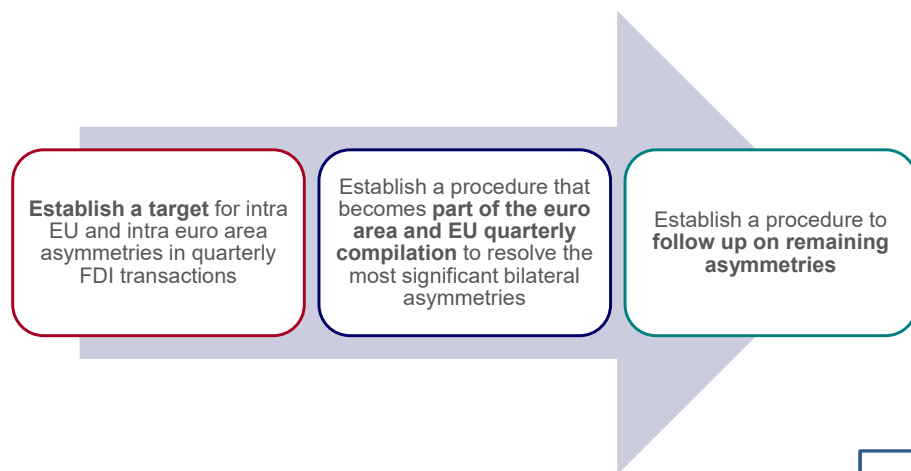 Establish a target for intra
EU and intra euro area
asymmetries in quarterly
FDI transactions
Establish a procedure that
becomes part of the euro
area and EU quarterly
compilation to resolve the
most significant bilateral
asymmetries
Establish a procedure to
follow up on remaining
asymmetries